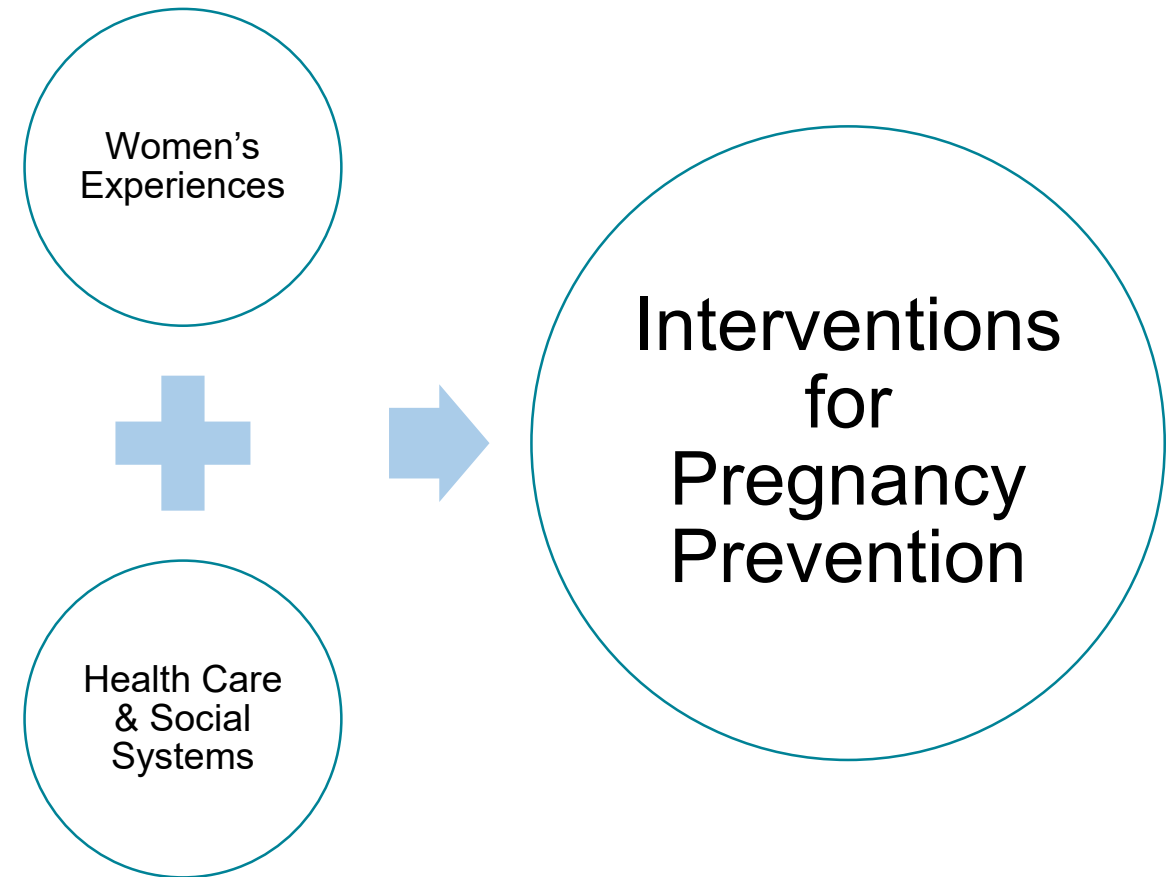 Women’s
Experiences
Health Care
& Social
Systems
Interventions
for
Pregnancy
Prevention